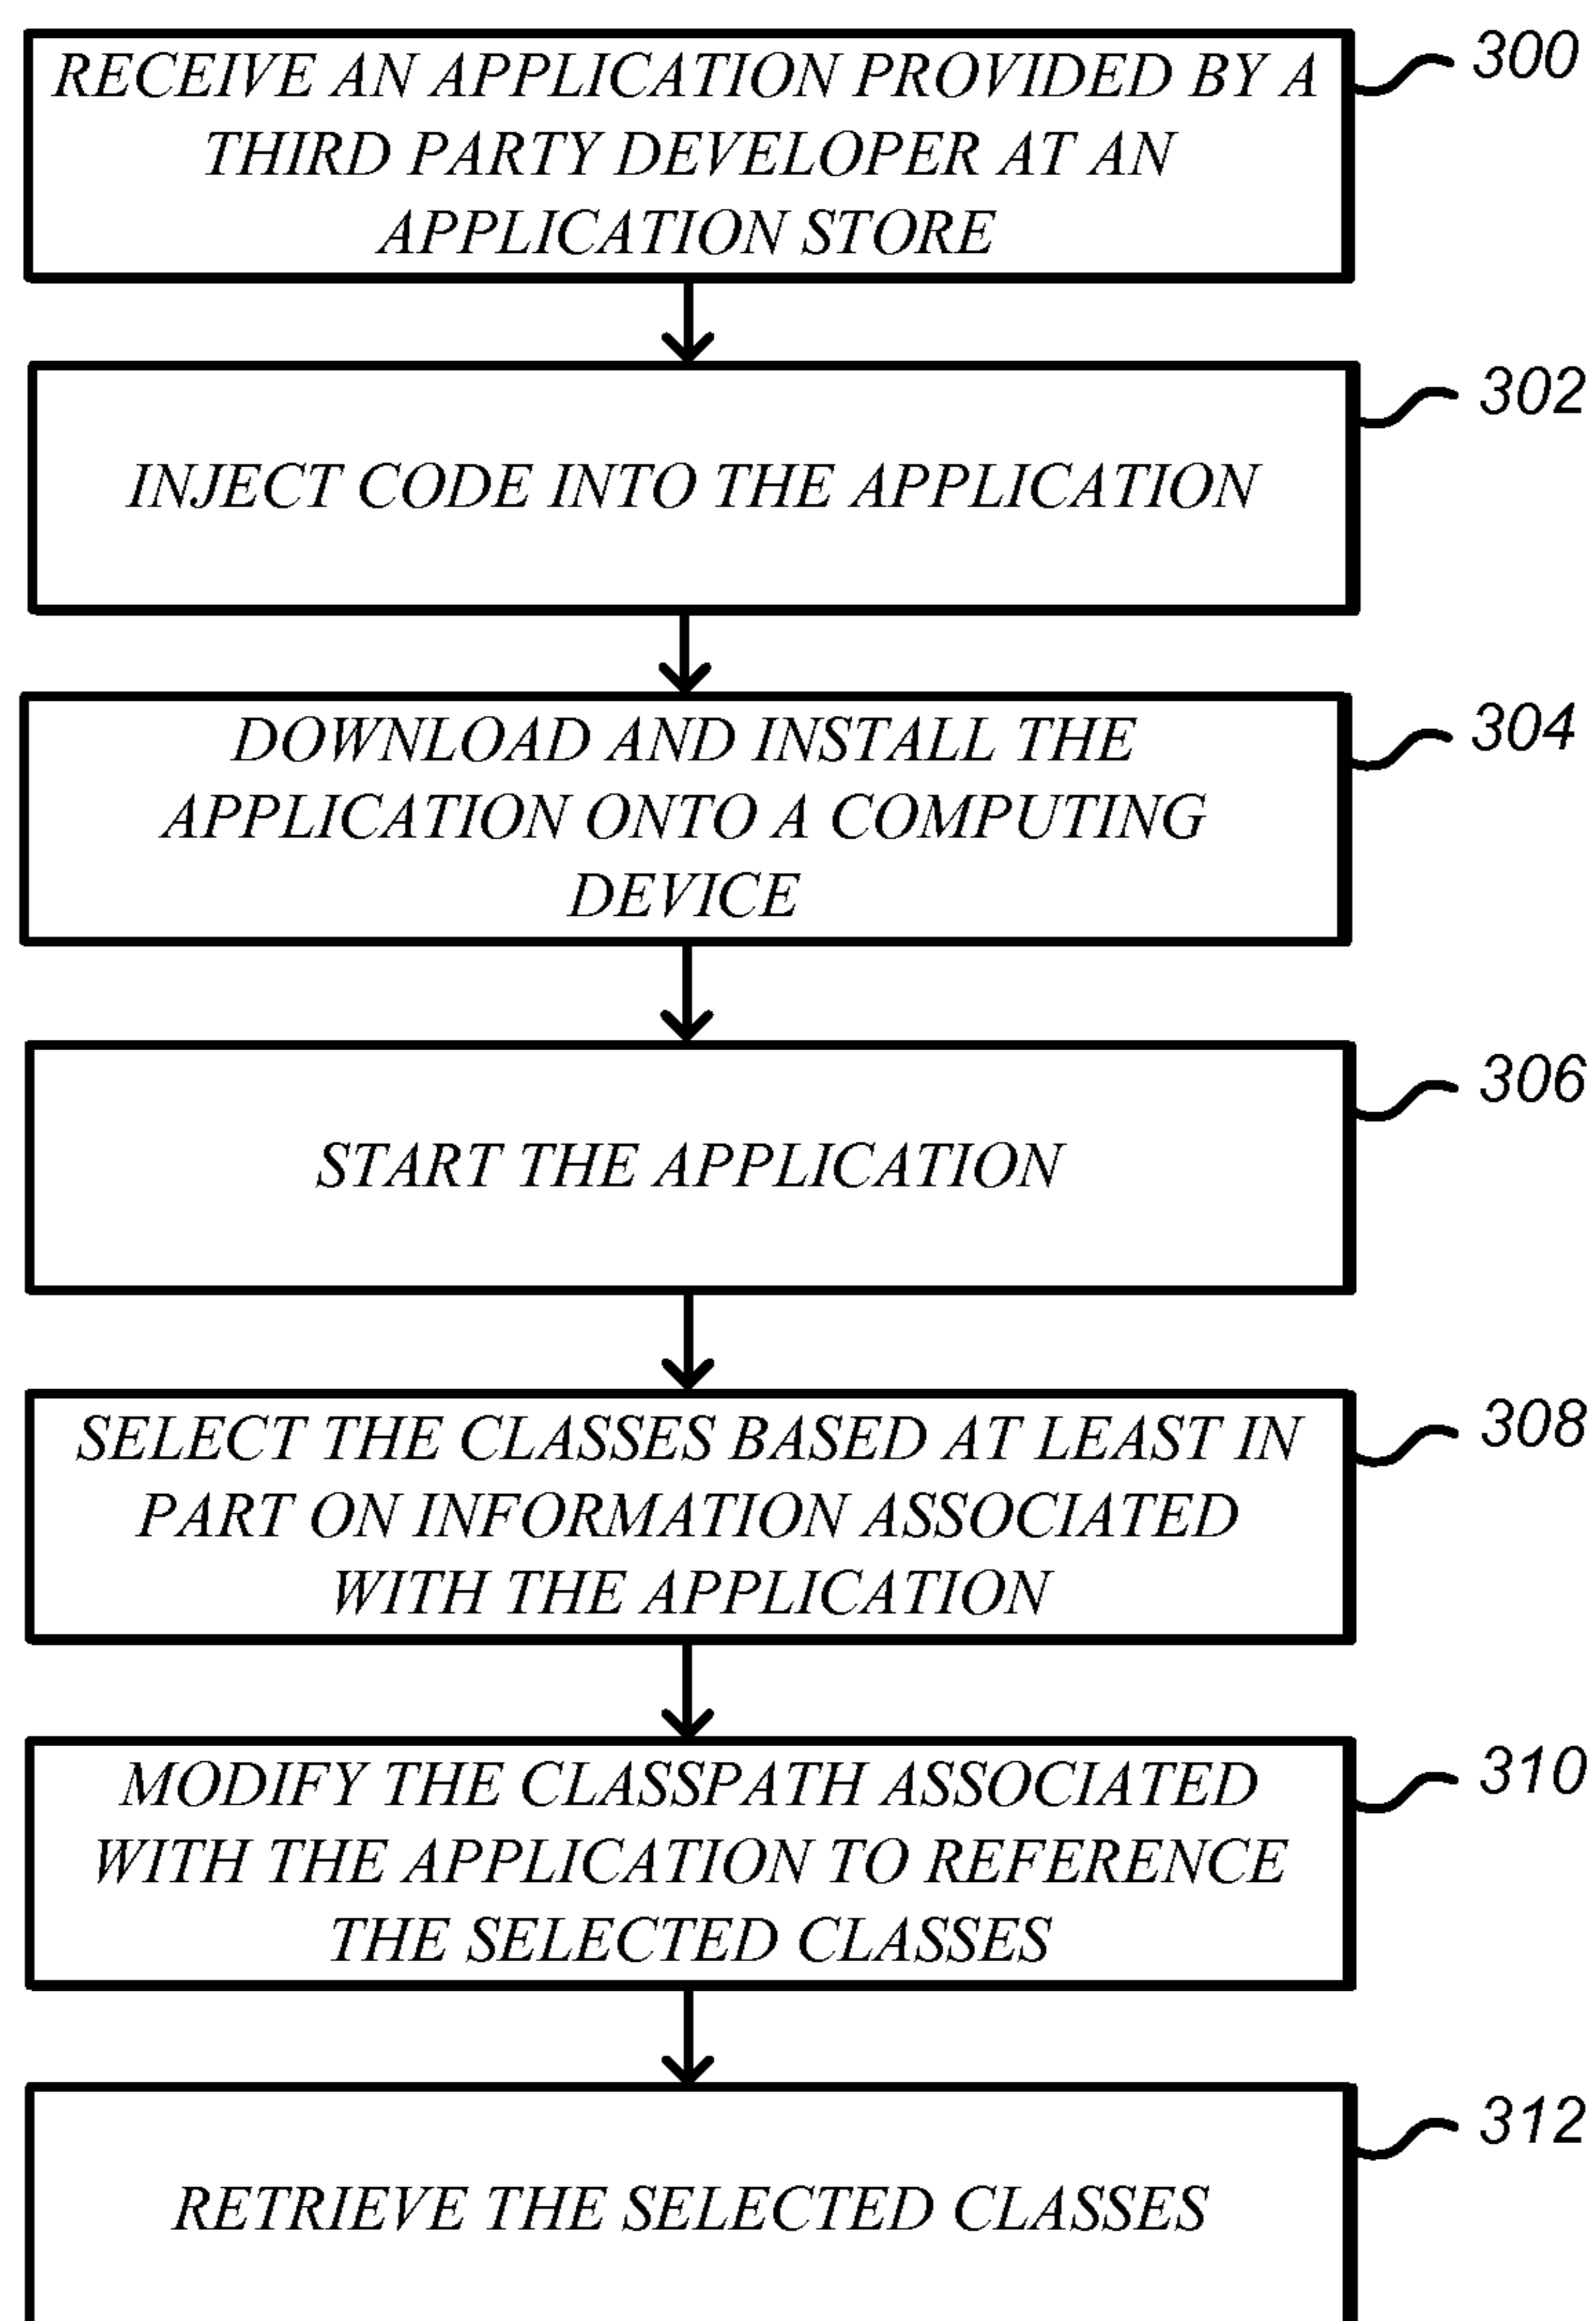 RECEIVE AN APPLICATION PROVIDED BY A
THIRD PARTY DEVELOPER AT AN
APPLICATION STORE
300
INJECT CODE INTO THE APPLICATION
302
DOWNLOAD AND INSTALL THE
APPLICATION ONTO A COMPUTING
DEVICE
304
START THE APPLICATION
306
SELECT THE CLASSES BASED AT LEAST IN
PART ON INFORMATION ASSOCIATED
WITH THE APPLICATION
308
MODIFY THE CLASSPATH ASSOCIATED
WITH THE APPLICATION TO REFERENCE
THE SELECTED CLASSES
310
RETRIEVE THE SELECTED CLASSES
312